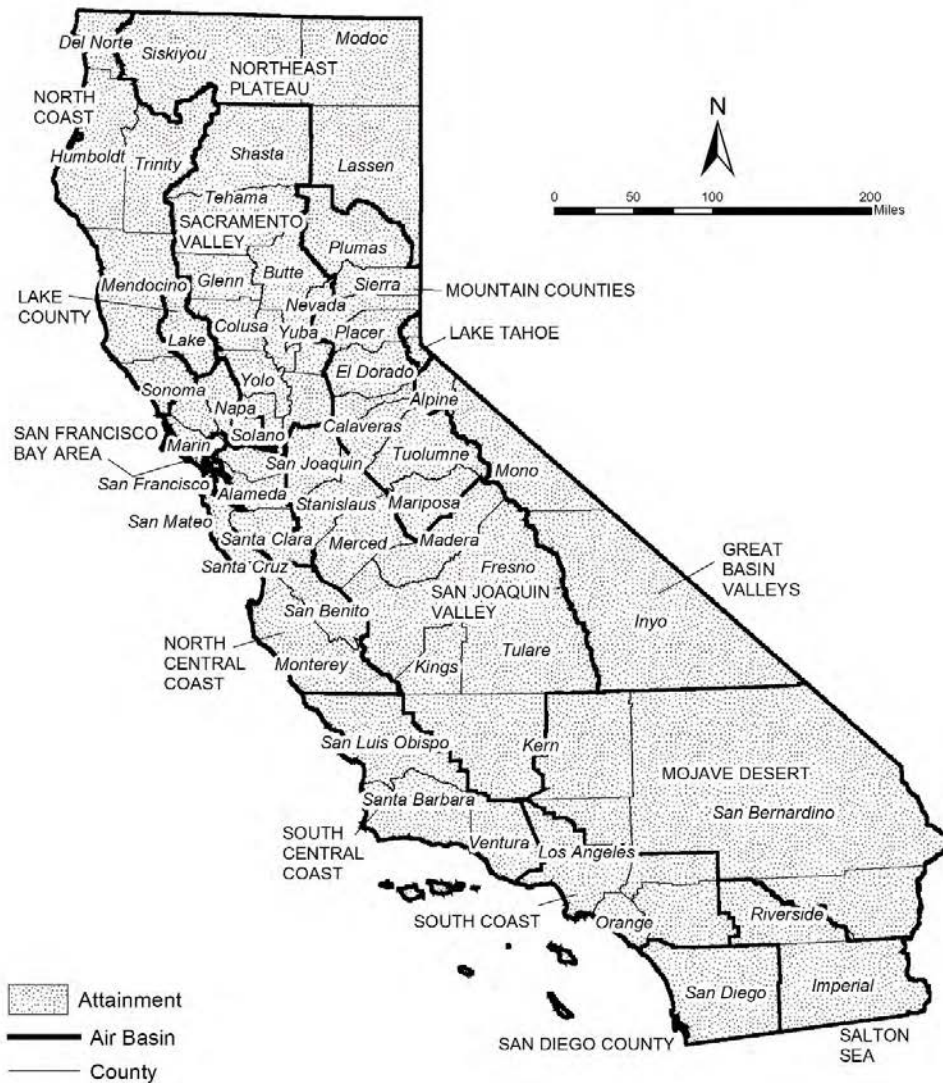 Del Norte
Siskiyou
Modoc
NORTHEAST
PLATEAU
NORTH
COAST
N
Humboldt
Trinity
Shasta
Lassen
0 50 100 200
Miles
Tehama
SACRAMENTO
VALLEY
Plumas
Mendocino
Glenn
Butte
Sierra
MOUNTAIN COUNTIES
LAKE
COUNTY
Nevada
Colusa
Yuba
Placer
LAKE TAHOE
Lake
El Dorado
Sonoma
Yolo
Alpine
Napa
SAN FRANCISCO
BAY AREA
Marin
Solano
Calaveras
San Joaquin
Tuolumne
Mono
San Francisco
Alameda
Stanislaus
Mariposa
San Mateo
Santa Clara
Merced
Madera
GREAT
BASIN
VALLEYS
Santa Cruz
Fresno
San Benito
SAN JOAQUIN
VALLEY
Inyo
NORTH
CENTRAL
COAST
Monterey
Kings
Tulare
San Luis Obispo
Kern
MOJAVE DESERT
San Bernardino
Santa Barbara
SOUTH
CENTRAL
COAST
Ventura
Los Angeles
SOUTH COAST
Orange
Riverside
Attainment
San Diego
Imperial
Air Basin
SAN DIEGO COUNTY
SALTON
SEA
County